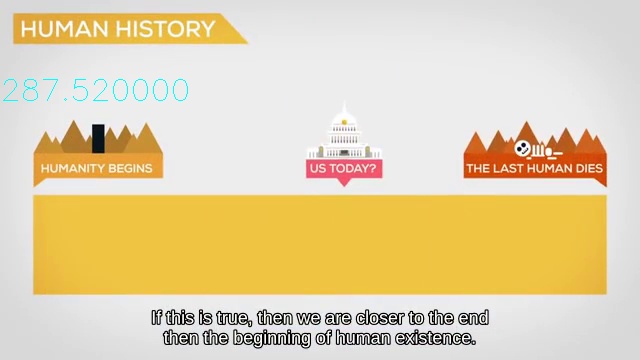 HUMAN HISTORY
287.520000
HUMANITY BEGINS
US TODAY?
THE LAST HUMAN DIES
If this is true, then we are closer to the end
then the beginning of human existence.